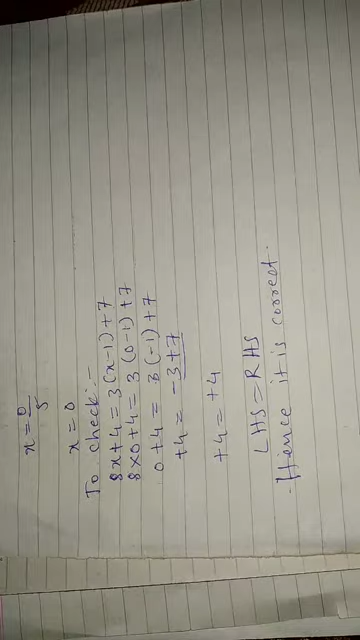 x = 0/5
x = 0
To check:-
8x+4 = 3(x-1)+7
8×0+4 = 3(0-1)+7
0+4 = 3(-1)+7
+4 = -3+7
+4 = +4
LHS = RHS
Hence it is correct.